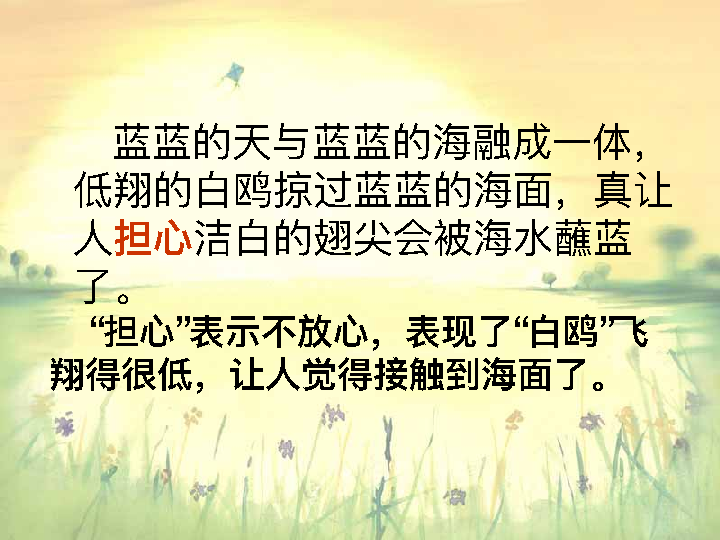 蓝蓝的天与蓝蓝的海融成一体，
低翔的白鸥掠过蓝蓝的海面，真让
人担心洁白的翅尖会被海水蘸蓝
了。
“担心”表示不放心，表现了“白鸥”飞
翔得很低，让人觉得接触到海面了。